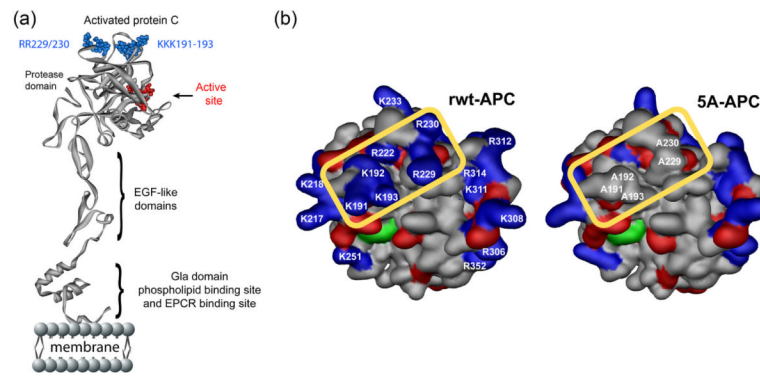 (a)
Activated protein C
RR229/230
KKK191-193
Protease
domain
Active
site
EGF-like
domains
Gla domain
phospholipid binding site
and EPCR binding site
membrane
(b)
rwt-APC
K233
R230
R312
R222
K192
R229
R314
K218
K311
K191
K193
K217
K308
K251
R306
R352
5A-APC
A230
A229
A192
A191
A193